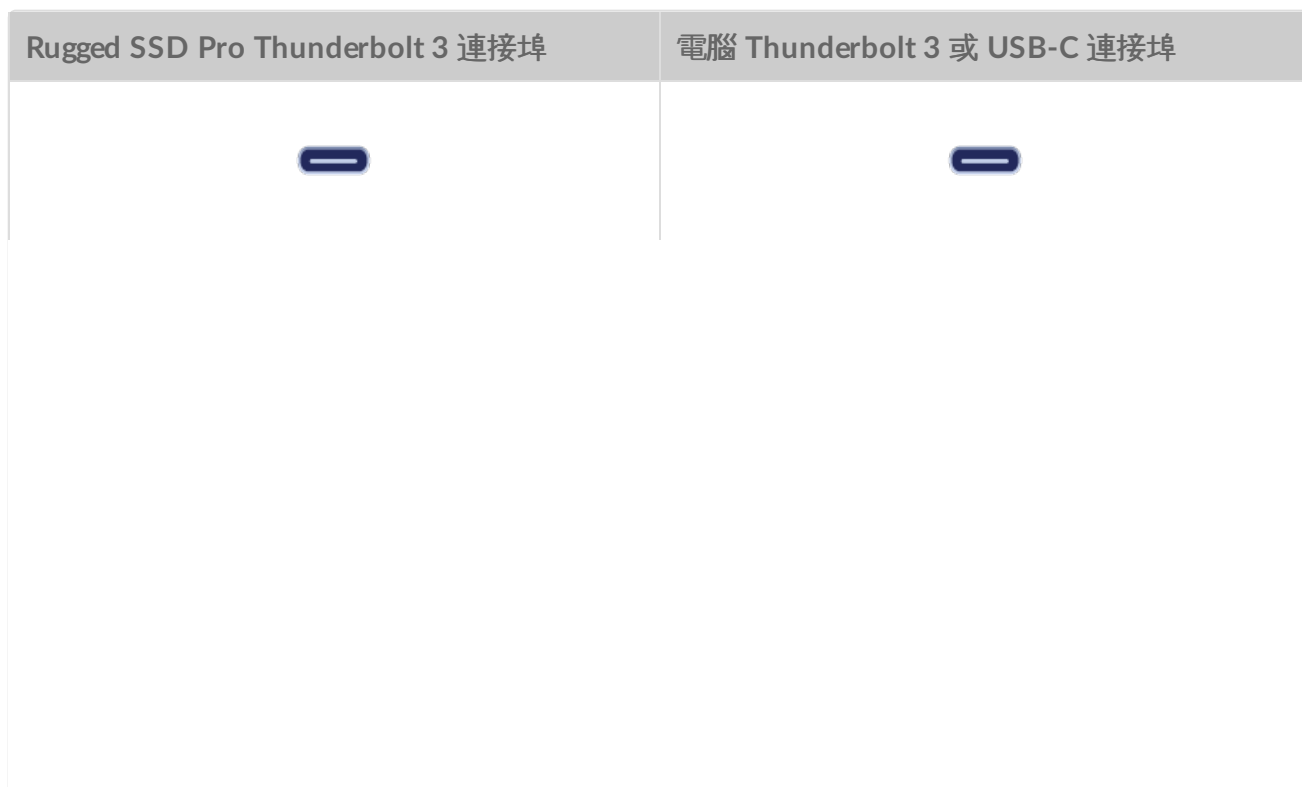 Rugged SSD Pro Thunderbolt 3 連接埠
電腦 Thunderbolt 3 或 USB-C 連接埠